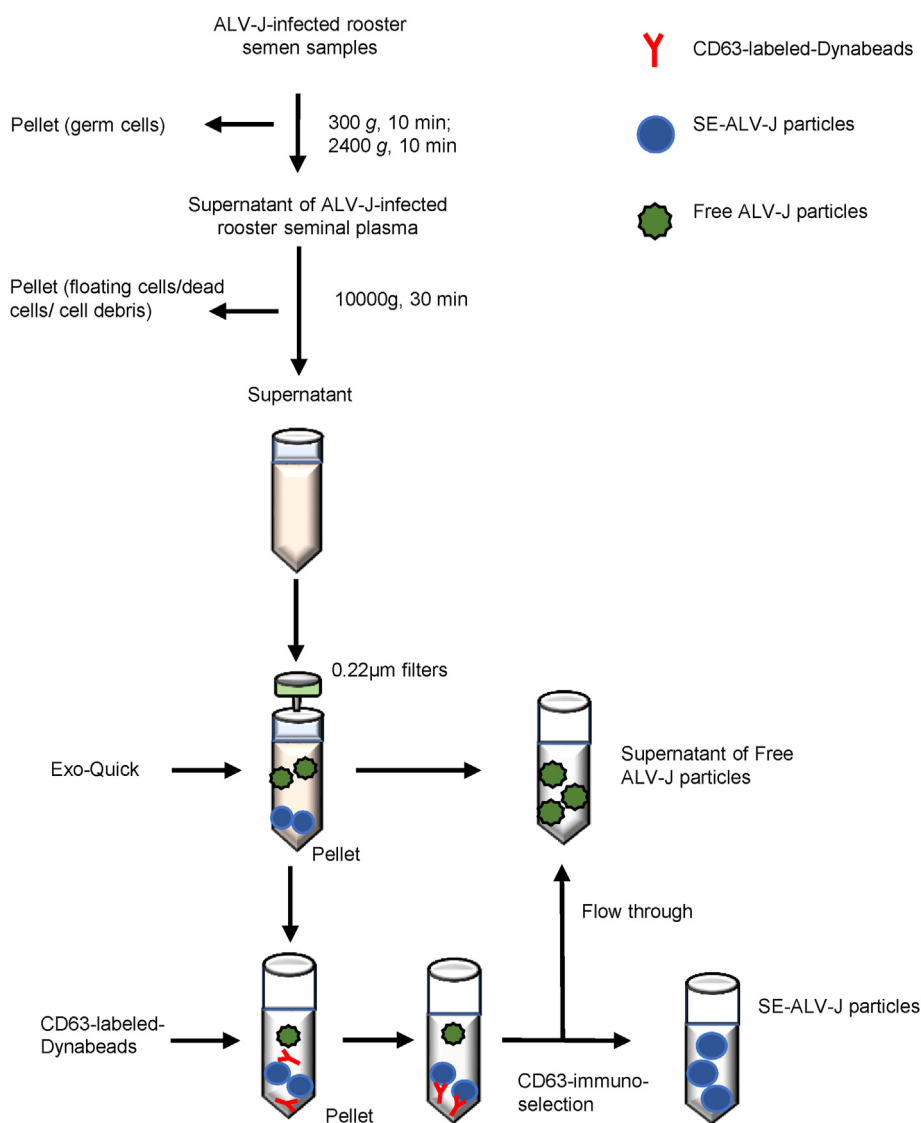 ALV-J-infected rooster
semen samples
CD63-labeled-Dynabeads
Pellet (germ cells)
300 g, 10 min;
2400 g, 10 min
SE-ALV-J particles
Supernatant of ALV-J-infected
rooster seminal plasma
Free ALV-J particles
Pellet (floating cells/dead
cells/ cell debris)
10000g, 30 min
Supernatant
0.22µm filters
Exo-Quick
Supernatant of Free
ALV-J particles
Pellet
Flow through
CD63-labeled-
Dynabeads
SE-ALV-J particles
CD63-immuno-
selection
Pellet